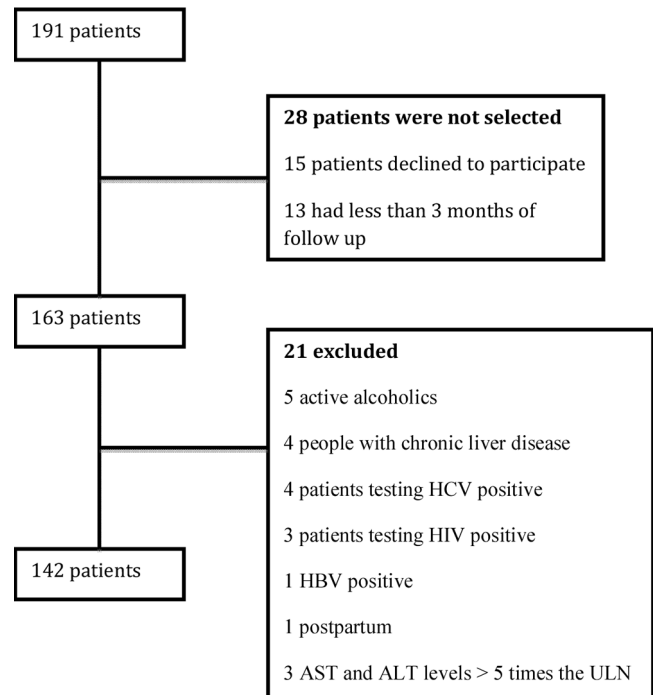 191 patients
28 patients were not selected
15 patients declined to participate
13 had less than 3 months of
follow up
163 patients
21 excluded
5 active alcoholics
4 people with chronic liver disease
4 patients testing HCV positive
3 patients testing HIV positive
1 HBV positive
1 postpartum
3 AST and ALT levels > 5 times the ULN
142 patients